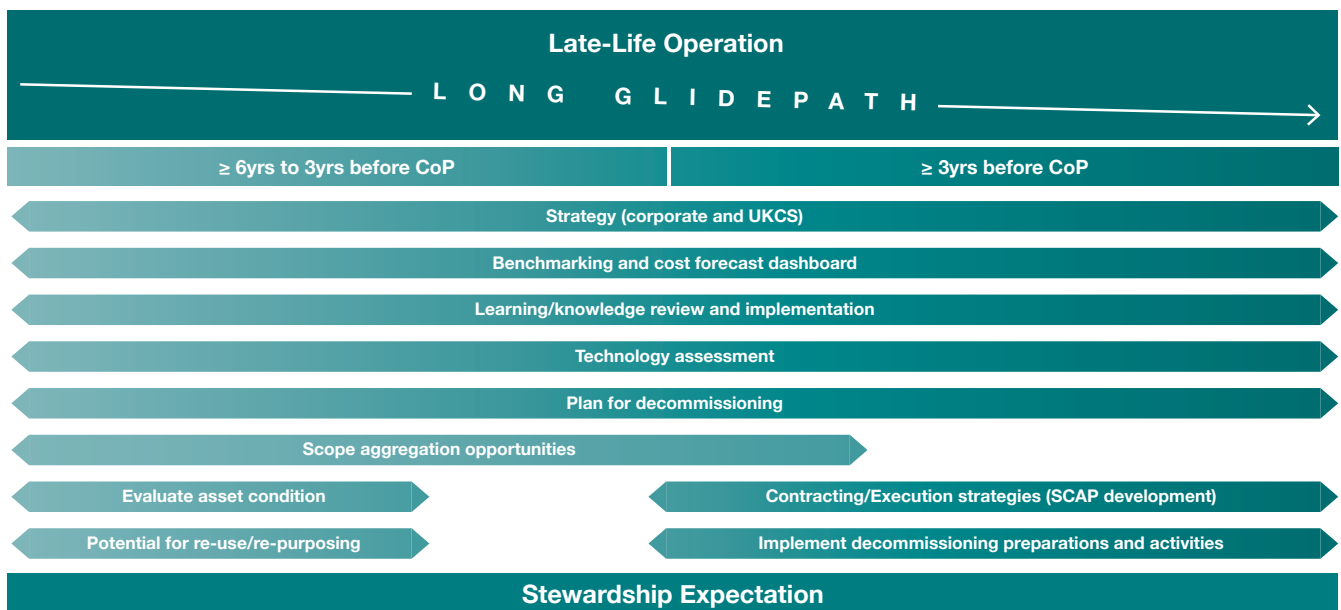 Late-Life Operation
LONG GLIDEPATH
≥ 6yrs to 3yrs before CoP
≥ 3yrs before CoP
Strategy (corporate and UKCS)
Benchmarking and cost forecast dashboard
Learning/knowledge review and implementation
Technology assessment
Plan for decommissioning
Scope aggregation opportunities
Evaluate asset condition
Contracting/Execution strategies (SCAP development)
Potential for re-use/re-purposing
Implement decommissioning preparations and activities
Stewardship Expectation